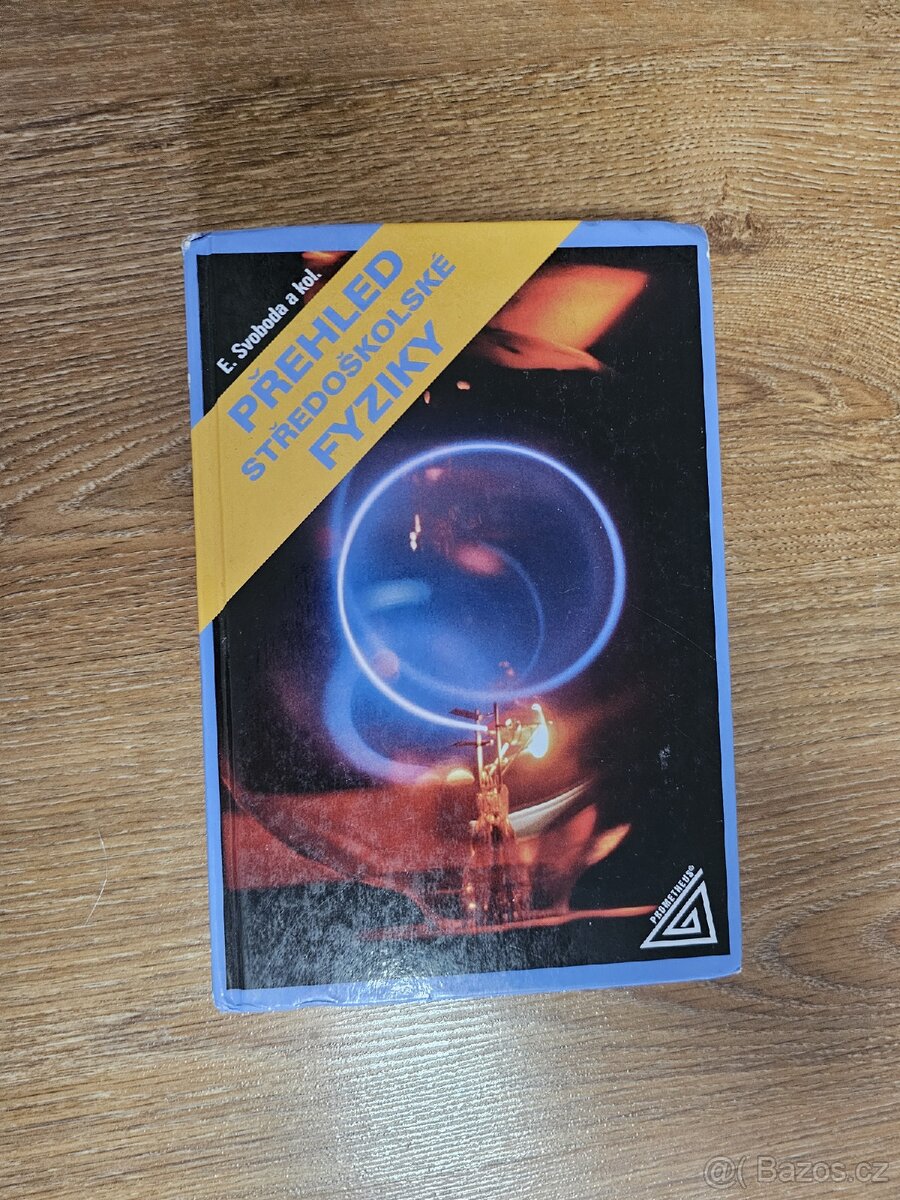 E. Svoboda a kol.
PŘEHLED
STŘEDOŠKOLSKÉ
FYZIKY
PROMETHEUS®
@( Bazos.cz